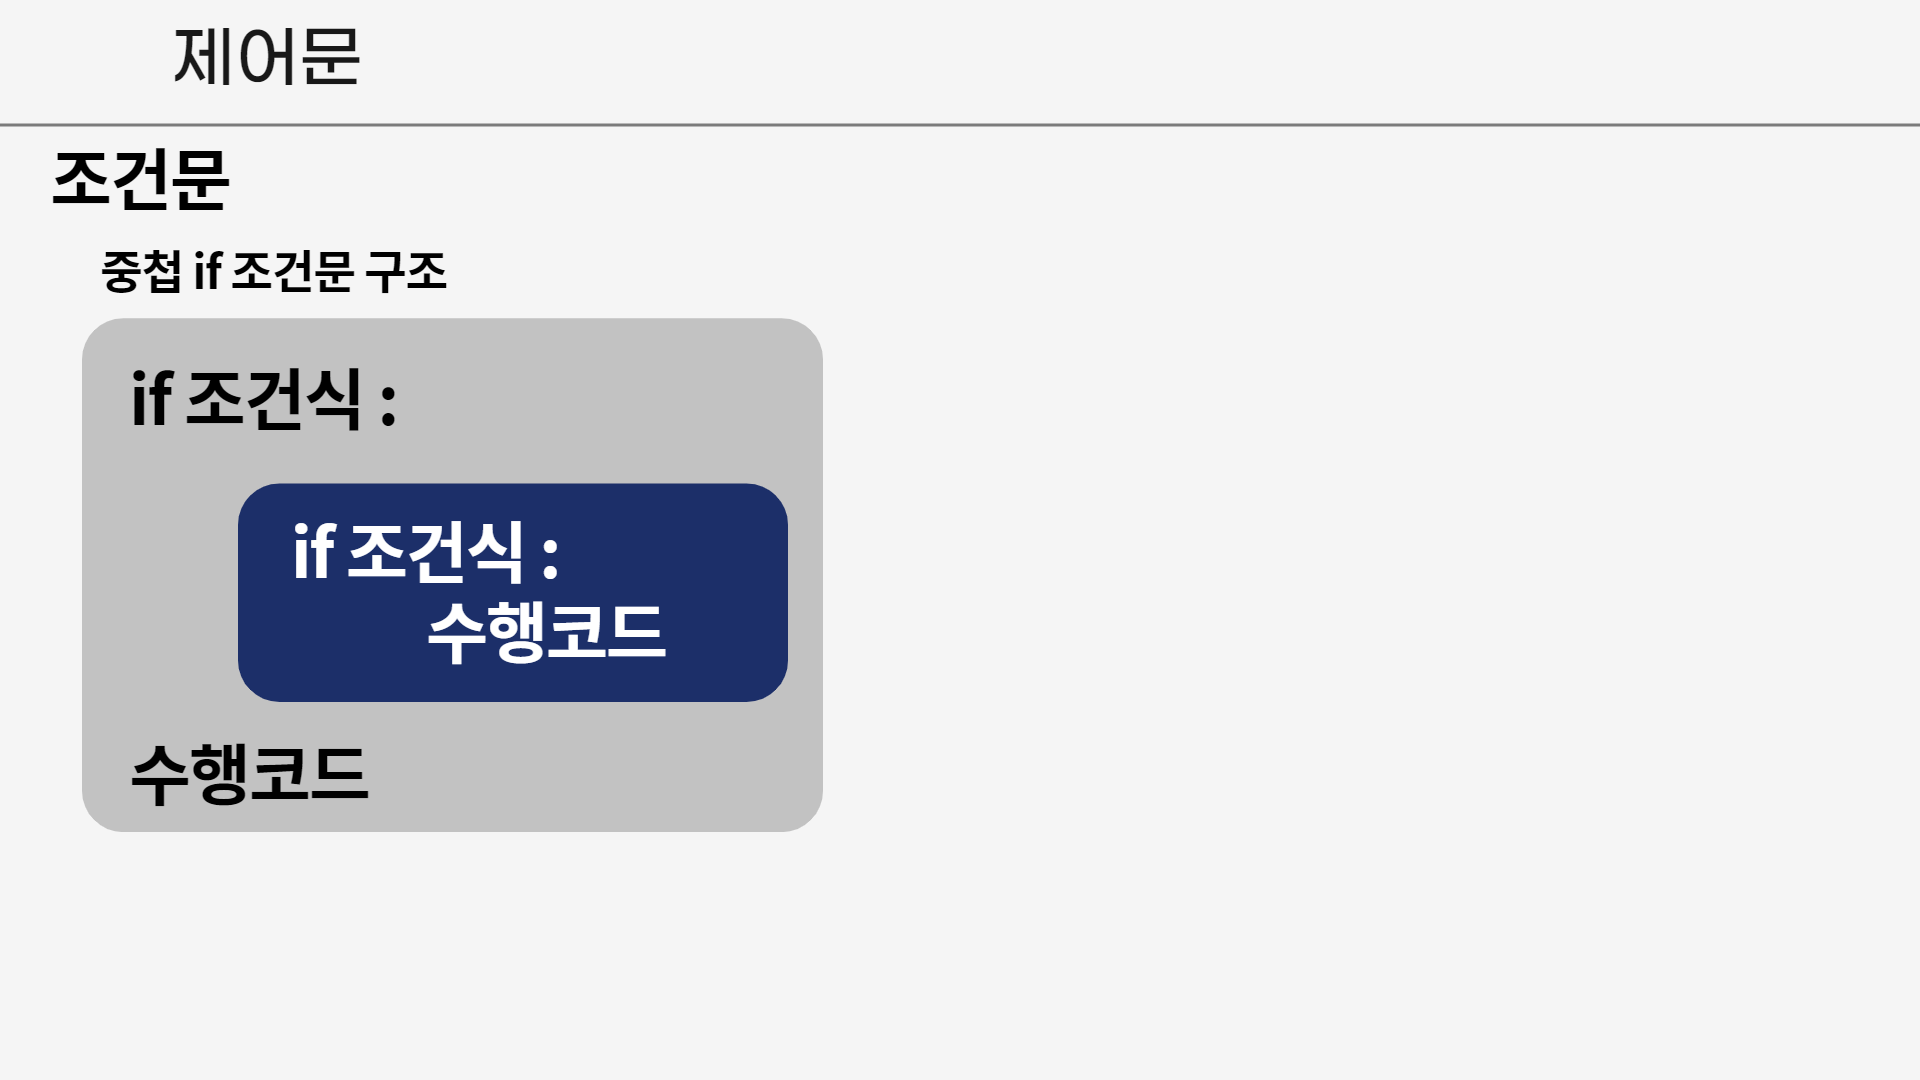 제어문
조건문
중첩 if 조건문 구조
if 조건식 :
if 조건식 :
수행코드
수행코드